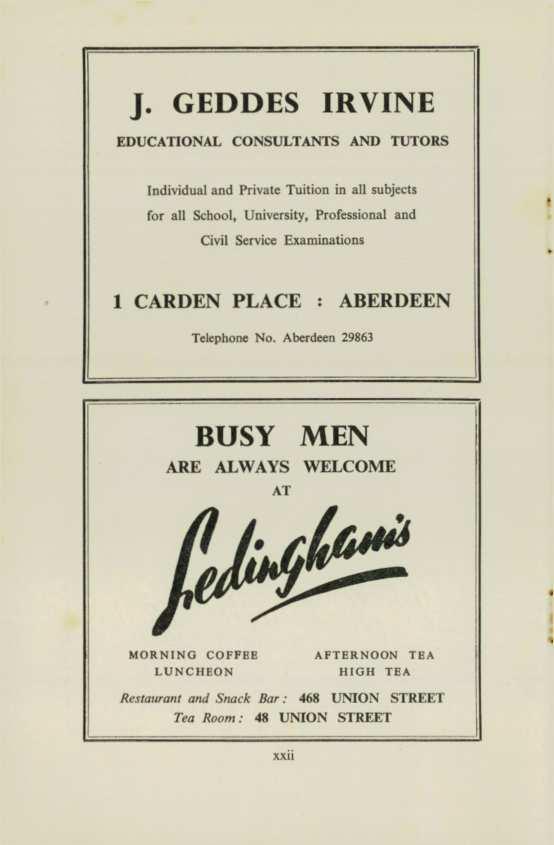 J. GEDDES IRVINE
EDUCATIONAL CONSULTANTS AND TUTORS
Individual and Private Tuition in all subjects
for all School, University, Professional and
Civil Service Examinations
1 CARDEN PLACE : ABERDEEN
Telephone No. Aberdeen 29863
BUSY MEN
ARE ALWAYS WELCOME
AT
Ledingham's
MORNING COFFEE AFTERNOON TEA
LUNCHEON HIGH TEA
Restaurant and Snack Bar : 468 UNION STREET
Tea Room : 48 UNION STREET
xxii